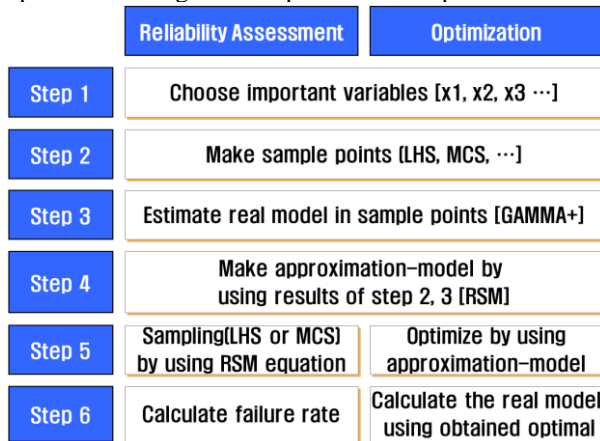 Reliability Assessment Optimization
Step 1 Choose important variables [x1, x2, x3 ⋯]
Step 2 Make sample points (LHS, MCS, ⋯]
Step 3 Estimate real model in sample points [GAMMA+]
Step 4 Make approximation-model by
using results of step 2, 3 [RSM]
Step 5 Sampling(LHS or MCS) Optimize by using
by using RSM equation approximation-model
Step 6 Calculate failure rate Calculate the real model
using obtained optimal